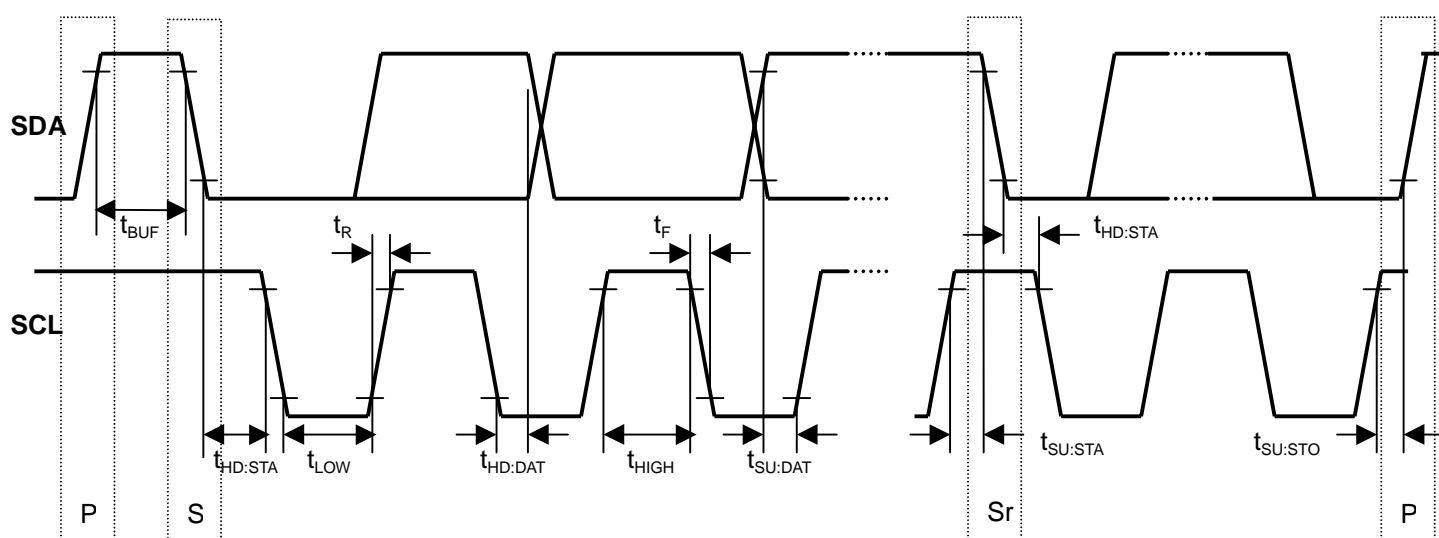 SDA
t_BUF
t_R
t_F
t_HD:STA
SCL
t_HD:STA
t_LOW
t_HD:DAT
t_HIGH
t_SU:DAT
t_SU:STA
t_SU:STO
P
S
Sr
P